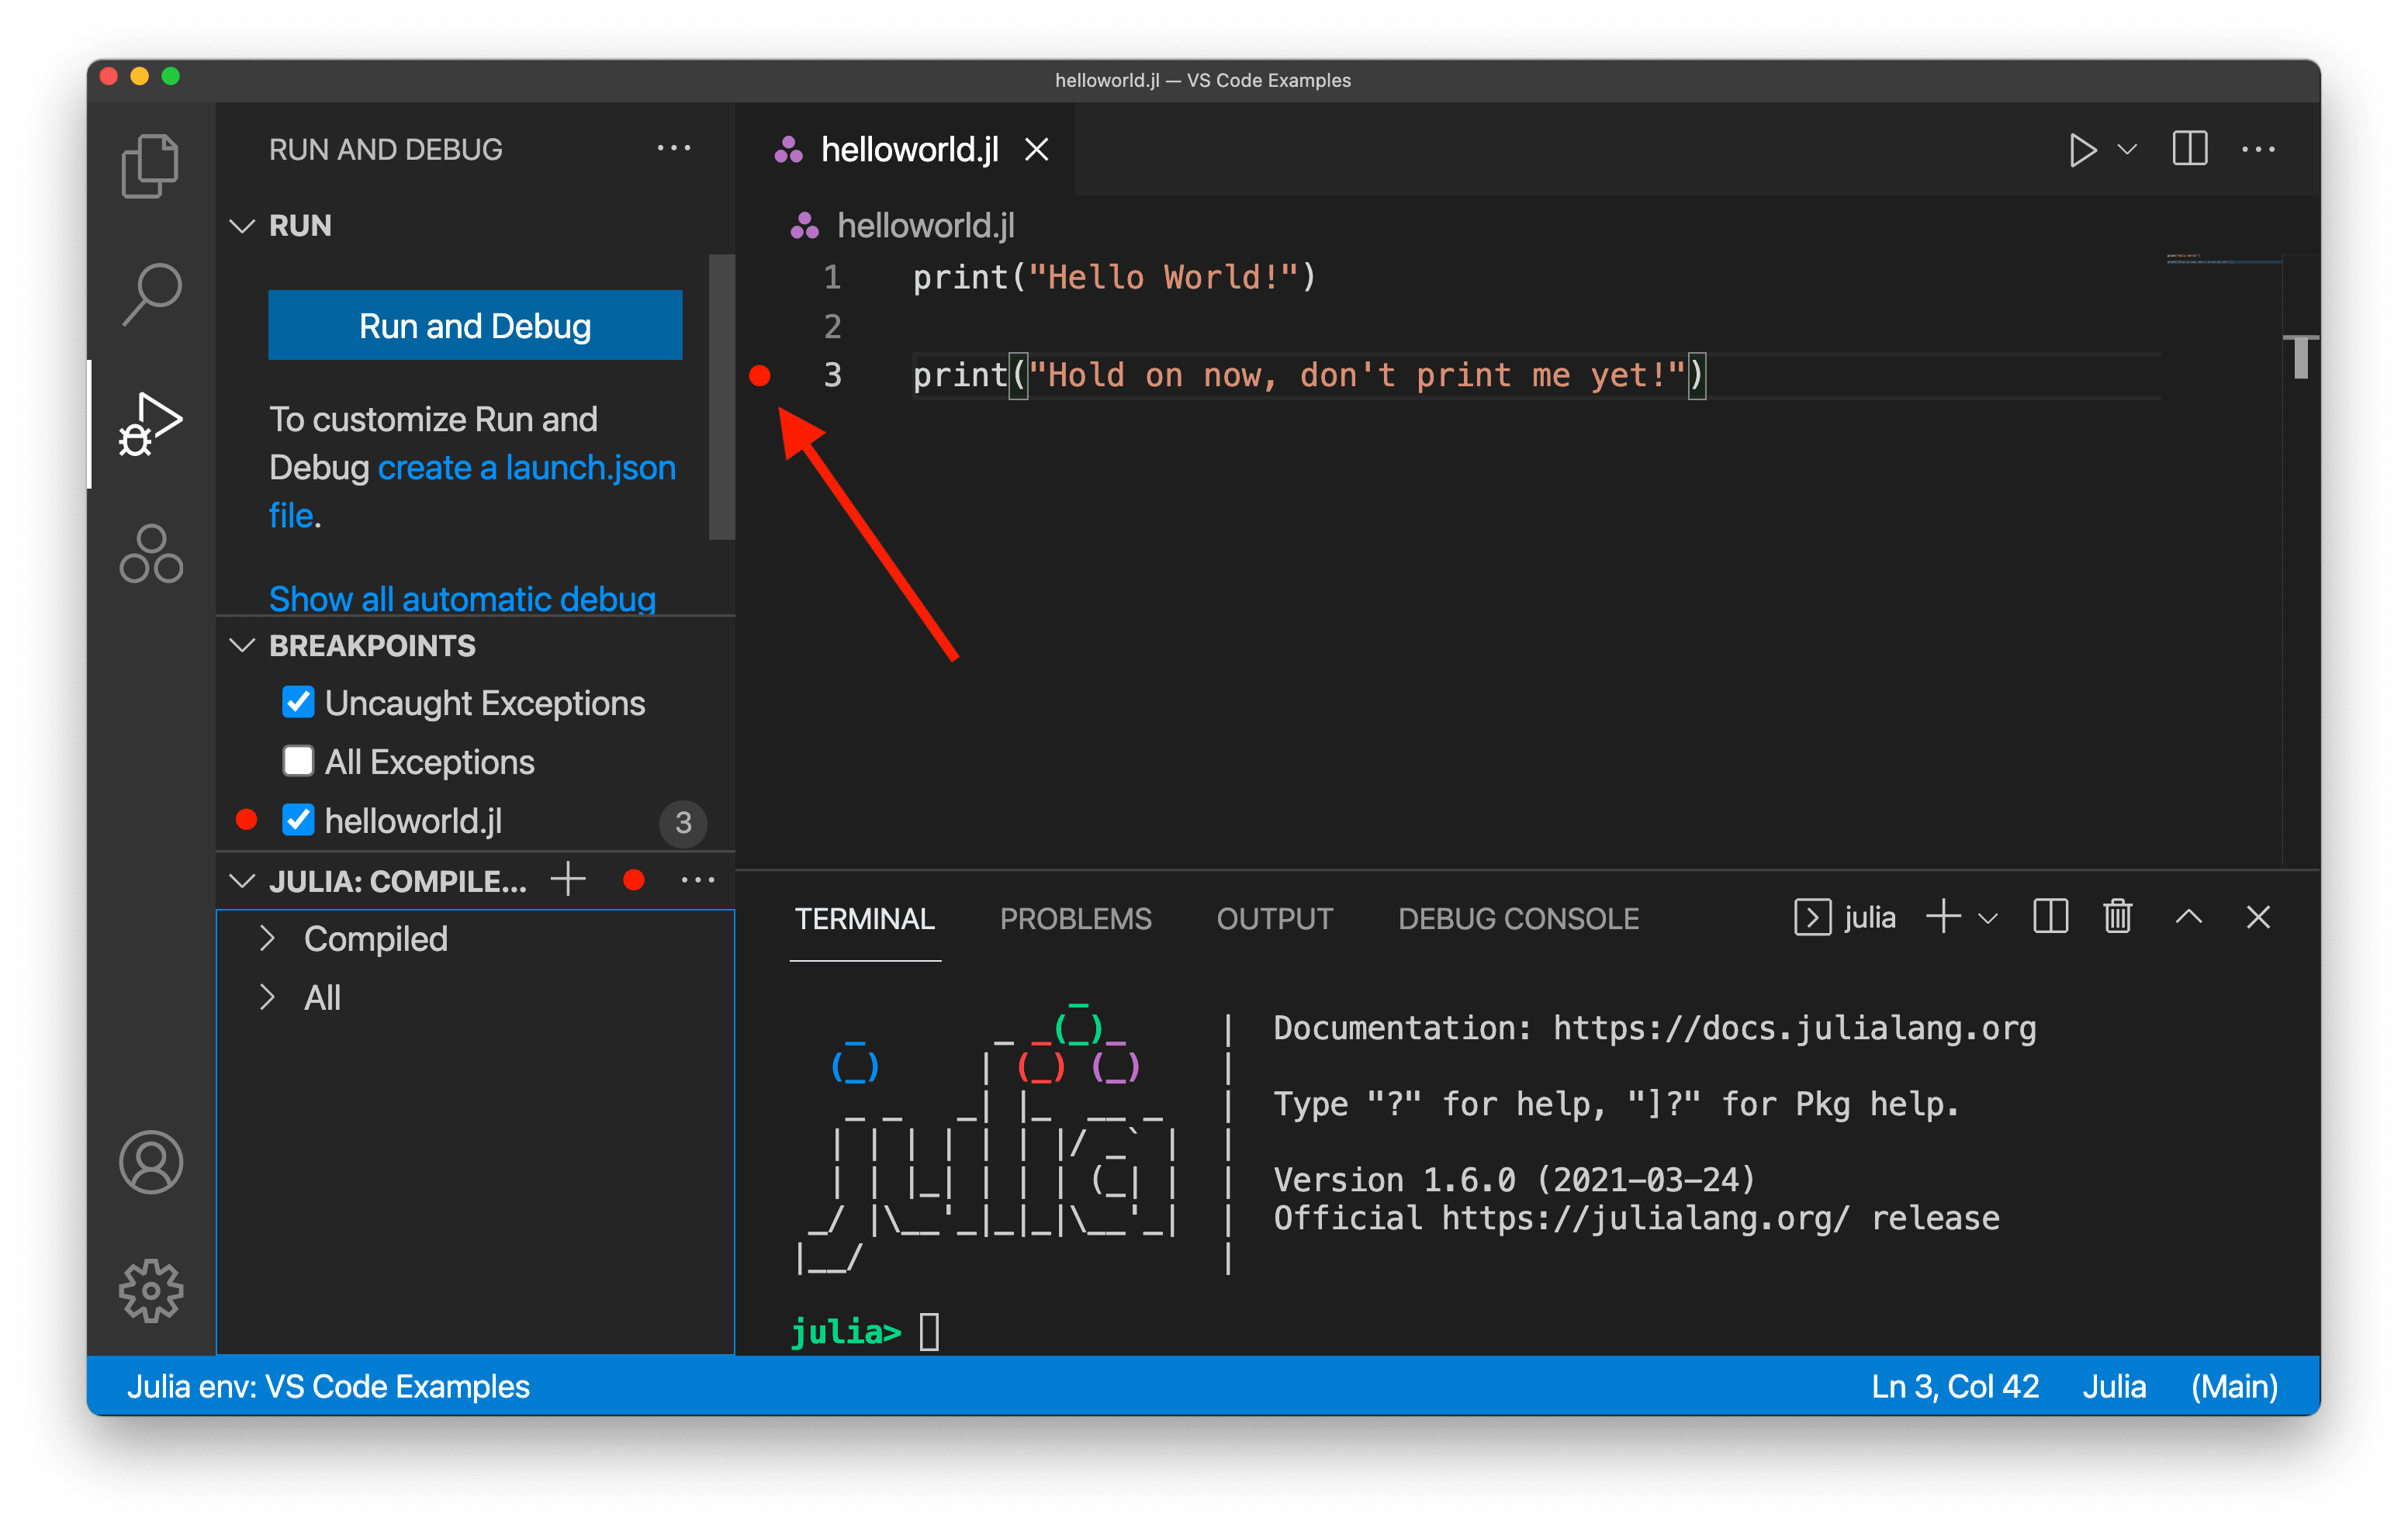 helloworld.jl — VS Code Examples
RUN AND DEBUG
RUN
Run and Debug
To customize Run and
Debug create a launch.json
file.
Show all automatic debug
BREAKPOINTS
Uncaught Exceptions
All Exceptions
helloworld.jl
3
JULIA: COMPILE...
Compiled
All
helloworld.jl
helloworld.jl
1 print("Hello World!")
2
3 print("Hold on now, don't print me yet!")
TERMINAL
PROBLEMS
OUTPUT
DEBUG CONSOLE
julia
Documentation: https://docs.julialang.org
Type "?" for help, "]?" for Pkg help.
Version 1.6.0 (2021-03-24)
Official https://julialang.org/ release
julia>
Julia env: VS Code Examples
Ln 3, Col 42
Julia
(Main)